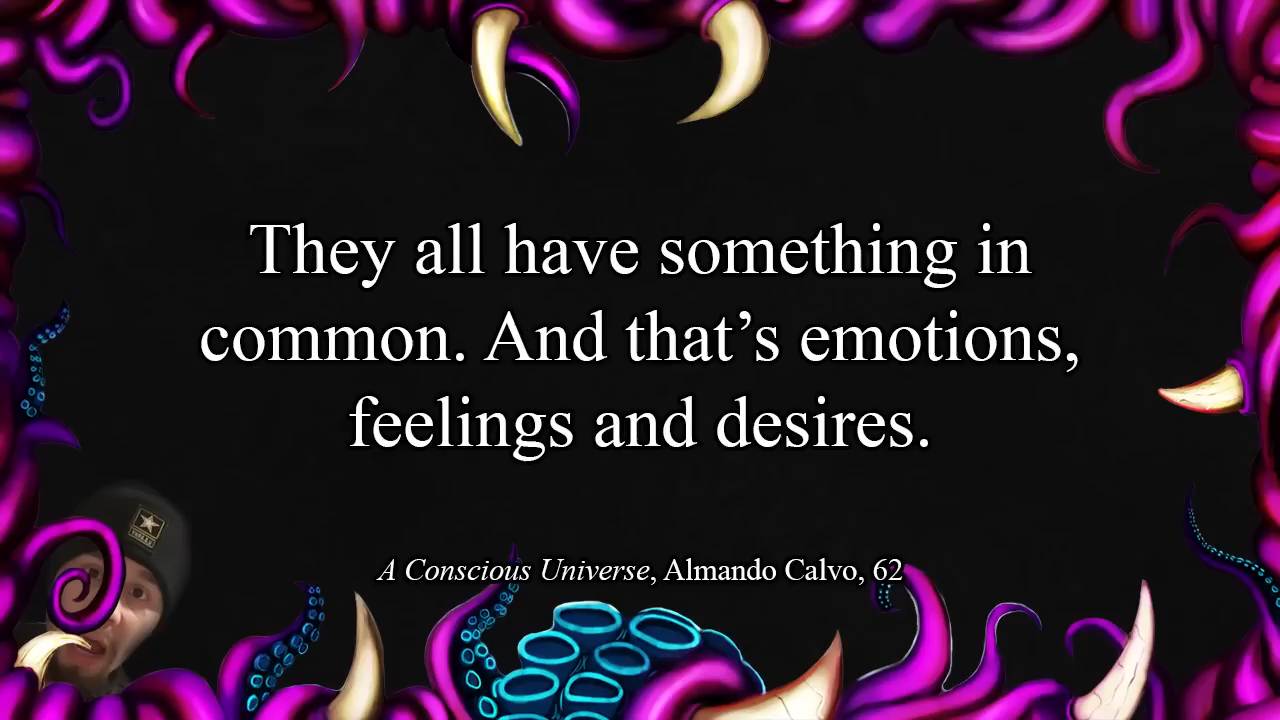 They all have something in
common. And that’s emotions,
feelings and desires.
A Conscious Universe, Almando Calvo, 62